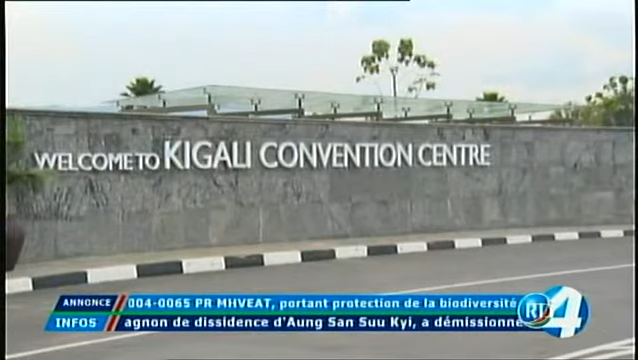 WELCOME TO KIGALI CONVENTION CENTRE
ANNONCE 004-0065 PR MHVEAT, portant protection de la biodiversité
INFOS agnon de dissidence d'Aung San Suu Kyi, a démissionné
RT 4